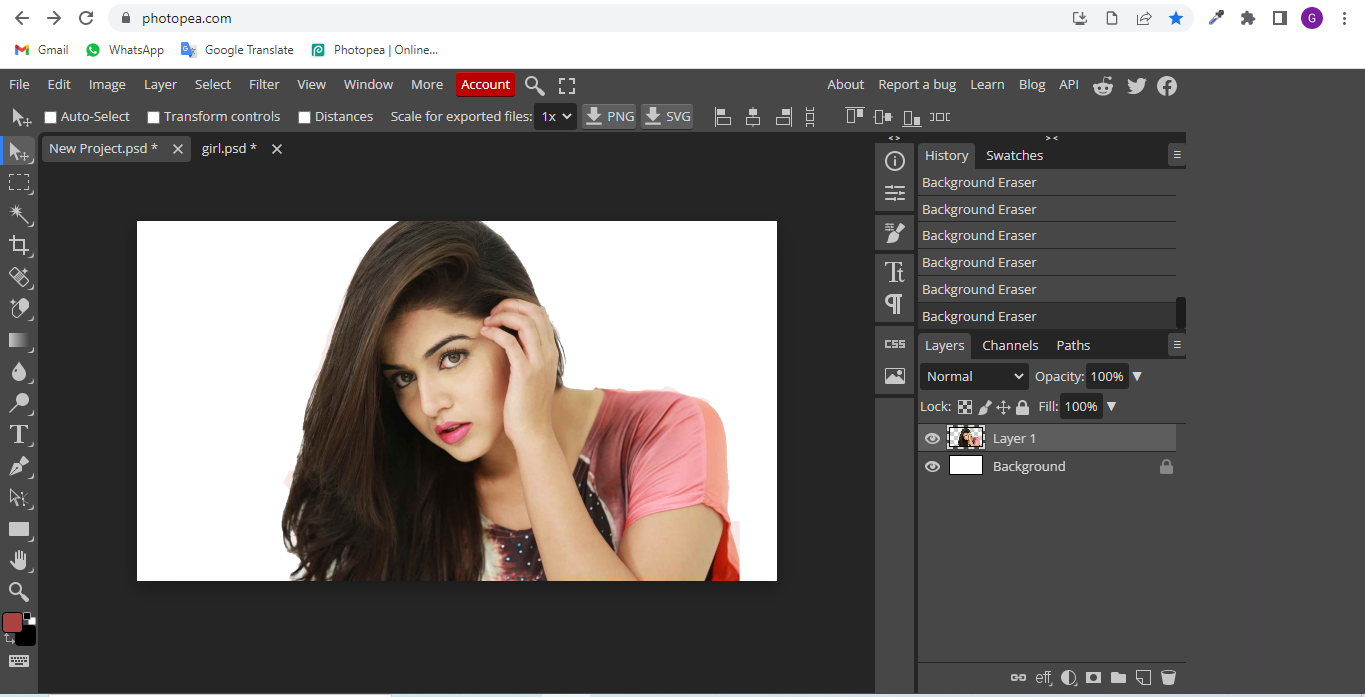 photopea.com
G
Gmail WhatsApp Google Translate Photopea | Online...
File Edit Image Layer Select Filter View Window More Account About Report a bug Learn Blog API
Auto-Select Transform controls Distances Scale for exported files: 1x PNG SVG
New Project.psd * girl.psd *
History Swatches
Background Eraser
Background Eraser
Background Eraser
Background Eraser
Background Eraser
Background Eraser
CSS
Layers Channels Paths
Normal Opacity: 100%
Lock: Fill: 100%
Layer 1
Background
eff